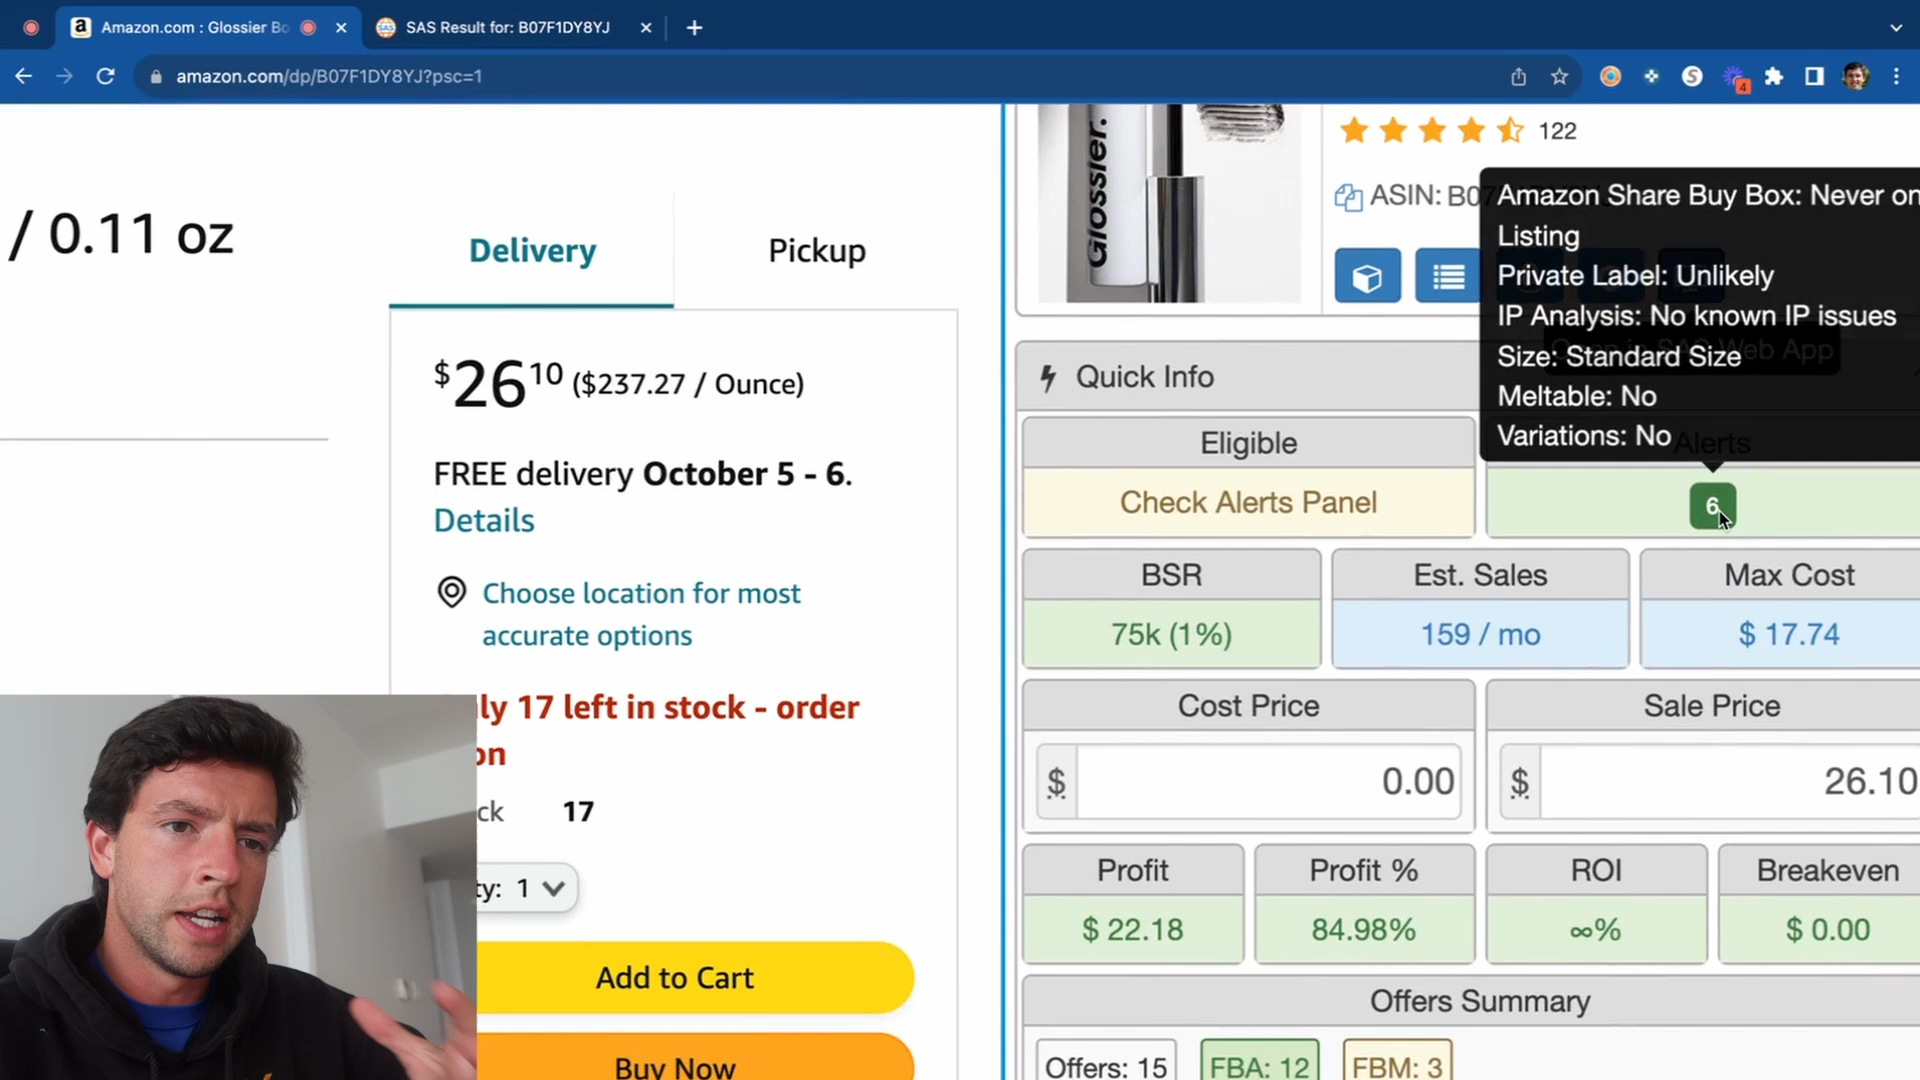 Amazon.com : Glossier Bo
SAS Result for: B07F1DY8YJ
amazon.com/dp/B07F1DY8YJ?psc=1
4
/ 0.11 oz
Delivery
Pickup
$26 10 ($237.27 / Ounce)
FREE delivery October 5 - 6.
Details
Choose location for most
accurate options
ly 17 left in stock - order
on
ck 17
ty: 1
Add to Cart
Buy Now
Glossier.
122
ASIN: B07
Amazon Share Buy Box: Never on
Listing
Private Label: Unlikely
IP Analysis: No known IP issues
Size: Standard Size
Meltable: No
Variations: No
Web App
Quick Info
Eligible
Alerts
Check Alerts Panel
6
BSR
Est. Sales
Max Cost
75k (1%)
159 / mo
$ 17.74
Cost Price
Sale Price
$ 0.00
$ 26.10
Profit
Profit %
ROI
Breakeven
$ 22.18
84.98%
∞%
$ 0.00
Offers Summary
Offers: 15
FBA: 12
FBM: 3